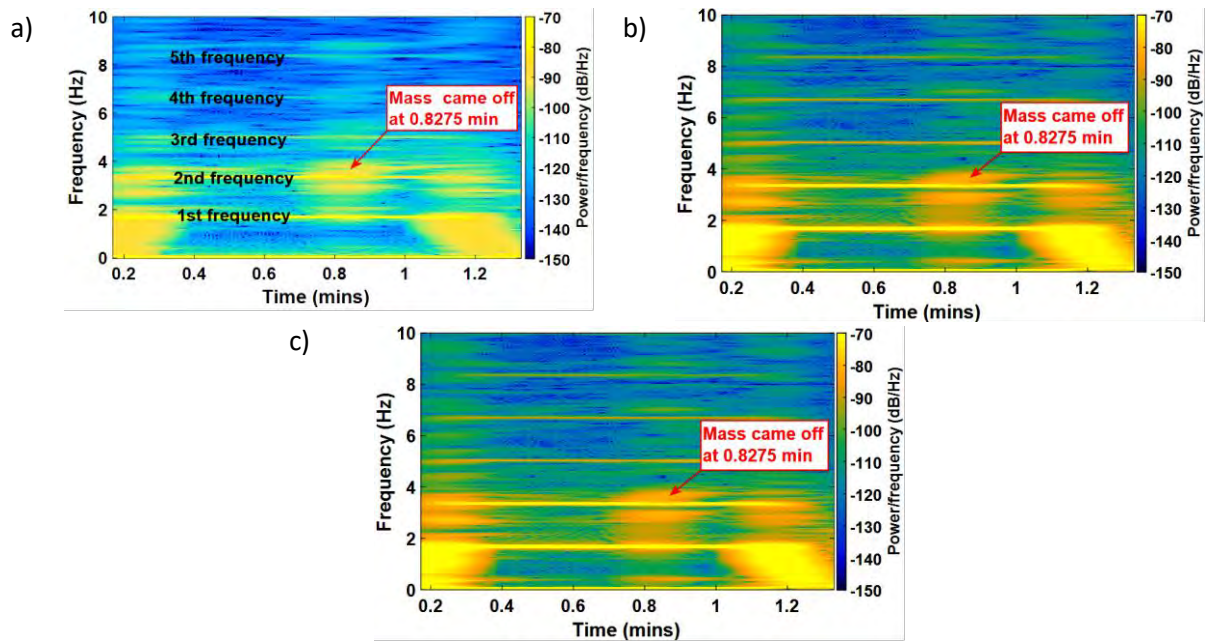 a)
10
8
6
4
2
0
Frequency (Hz)
5th frequency
4th frequency
3rd frequency
2nd frequency
1st frequency
Mass came off
at 0.8275 min
0.2 0.4 0.6 0.8 1 1.2
Time (mins)
-70
-80
-90
-100
-110
-120
-130
-140
-150
Power/frequency (dB/Hz)
b)
10
8
6
4
2
0
Frequency (Hz)
Mass came off
at 0.8275 min
0.2 0.4 0.6 0.8 1 1.2
Time (mins)
-70
-80
-90
-100
-110
-120
-130
-140
-150
Power/frequency (dB/Hz)
c)
10
8
6
4
2
0
Frequency (Hz)
Mass came off
at 0.8275 min
0.2 0.4 0.6 0.8 1 1.2
Time (mins)
-70
-80
-90
-100
-110
-120
-130
-140
-150
Power/frequency (dB/Hz)